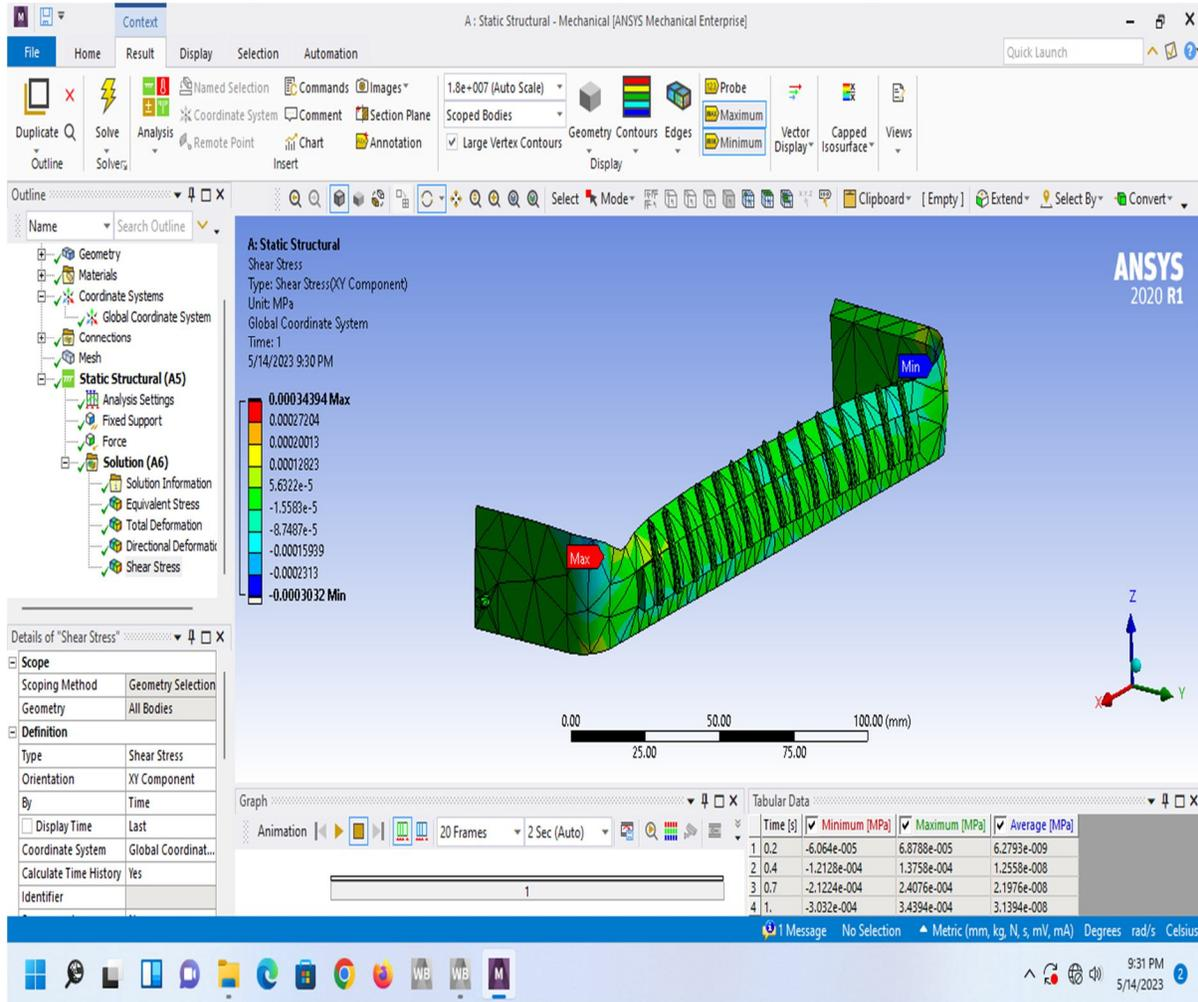 A : Static Structural - Mechanical [ANSYS Mechanical Enterprise]
Context
File Home Result Display Selection Automation
Quick Launch
Duplicate
Outline
Solve
Solver
Analysis
Named Selection
Coordinate System
Remote Point
Commands
Comment
Chart
Images
Section Plane
Annotation
Insert
1.8e+007 (Auto Scale)
Scoped Bodies
Large Vertex Contours
Geometry Contours Edges
Display
Probe
Maximum
Minimum
Vector Display
Capped Isosurface
Views
Outline
Name Search Outline
Select Mode Clipboard [ Empty ] Extend Select By Convert
Geometry
Materials
Coordinate Systems
Global Coordinate System
Connections
Mesh
Static Structural (A5)
Analysis Settings
Fixed Support
Force
Solution (A6)
Solution Information
Equivalent Stress
Total Deformation
Directional Deformatic
Shear Stress
A: Static Structural
Shear Stress
Type: Shear Stress(XY Component)
Unit: MPa
Global Coordinate System
Time: 1
5/14/2023 9:30 PM
0.00034394 Max
0.00027204
0.00020013
0.00012823
5.6322e-5
-1.5583e-5
-8.7487e-5
-0.00015939
-0.0002313
-0.0003032 Min
ANSYS
2020 R1
Min
Max
Z
X
Y
0.00 50.00 100.00 (mm)
25.00 75.00
Details of "Shear Stress"
Scope
Scoping Method Geometry Selection
Geometry All Bodies
Definition
Type Shear Stress
Orientation XY Component
By Time
Display Time Last
Coordinate System Global Coordinat...
Calculate Time History Yes
Identifier
Graph
Animation 20 Frames 2 Sec (Auto)
1
Tabular Data
Time [s] Minimum [MPa] Maximum [MPa] Average [MPa]
1 0.2 -6.064e-005 6.8788e-005 6.2793e-009
2 0.4 -1.2128e-004 1.3758e-004 1.2558e-008
3 0.7 -2.1224e-004 2.4076e-004 2.1976e-008
4 1. -3.032e-004 3.4394e-004 3.1394e-008
1 Message No Selection Metric (mm, kg, N, s, mV, mA) Degrees rad/s Celsius
WB WB M
9:31 PM
5/14/2023
2